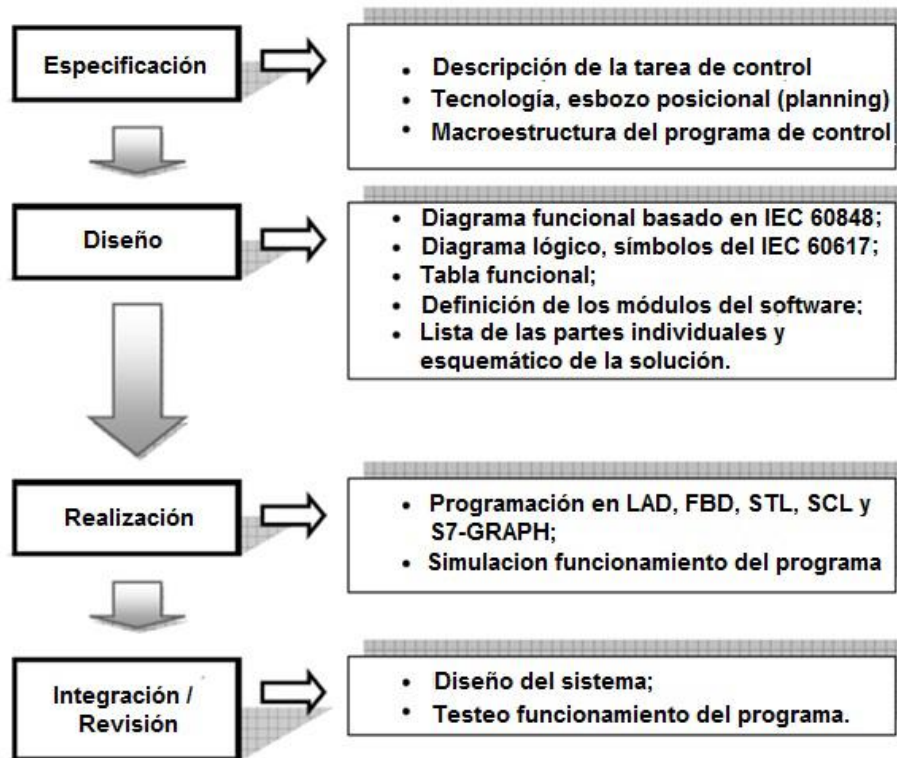 Especificación
• Descripción de la tarea de control
• Tecnología, esbozo posicional (planning)
• Macroestructura del programa de control
Diseño
• Diagrama funcional basado en IEC 60848;
• Diagrama lógico, símbolos del IEC 60617;
• Tabla funcional;
• Definición de los módulos del software;
• Lista de las partes individuales y
esquemático de la solución.
Realización
• Programación en LAD, FBD, STL, SCL y
S7-GRAPH;
• Simulacion funcionamiento del programa
Integración /
Revisión
• Diseño del sistema;
• Testeo funcionamiento del programa.